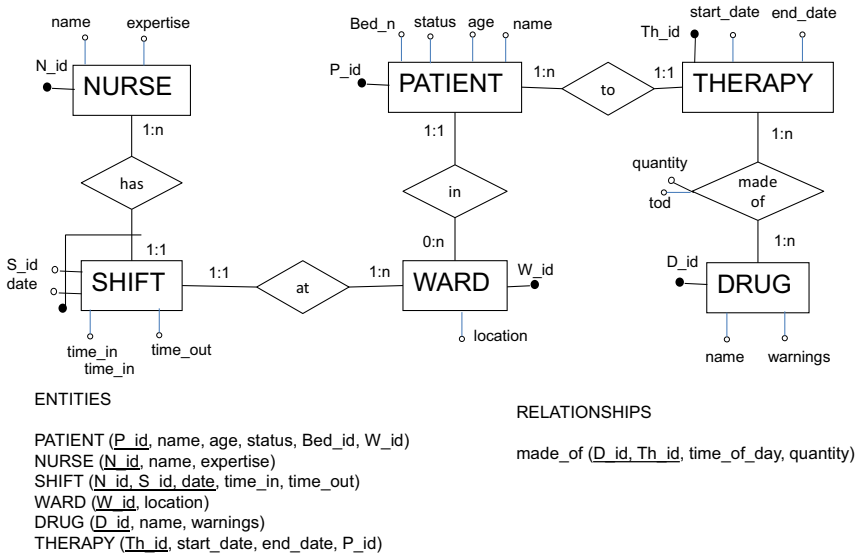 name expertise
N_id
NURSE
1:n
has
1:1
S_id
date
SHIFT
time_in
time_in
time_out
1:1
at
1:n
Bed_n status age name
P_id
PATIENT
1:1
in
0:n
WARD
W_id
location
1:n
to
1:1
start_date end_date
Th_id
THERAPY
1:n
quantity
tod
made
of
1:n
D_id
DRUG
name warnings
ENTITIES
PATIENT (P_id, name, age, status, Bed_id, W_id)
NURSE (N_id, name, expertise)
SHIFT (N_id, S_id, date, time_in, time_out)
WARD (W_id, location)
DRUG (D_id, name, warnings)
THERAPY (Th_id, start_date, end_date, P_id)
RELATIONSHIPS
made_of (D_id, Th_id, time_of_day, quantity)